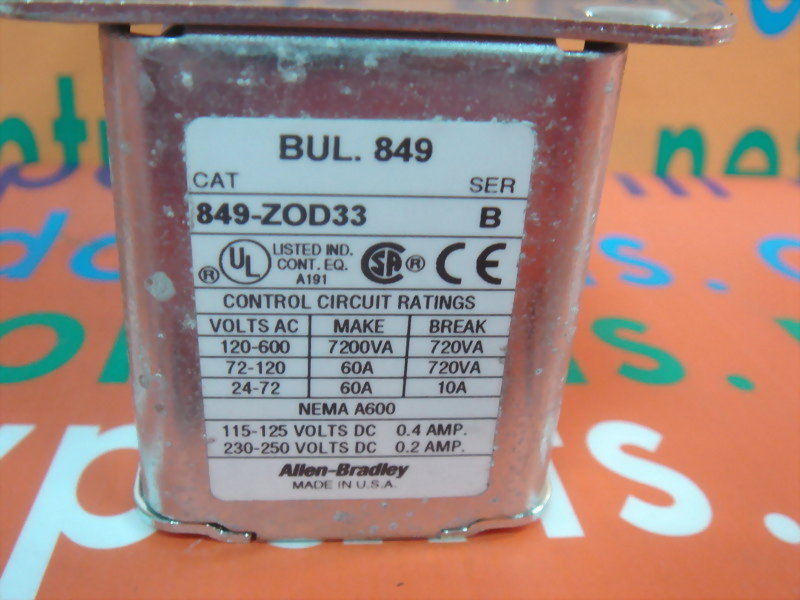 BUL. 849
CAT SER
849-ZOD33 B
® UL LISTED IND. CONT. EQ. A191 SA ® CE
CONTROL CIRCUIT RATINGS
VOLTS AC MAKE BREAK
120-600 7200VA 720VA
72-120 60A 720VA
24-72 60A 10A
NEMA A600
115-125 VOLTS DC 0.4 AMP.
230-250 VOLTS DC 0.2 AMP.
Allen-Bradley
MADE IN U.S.A.